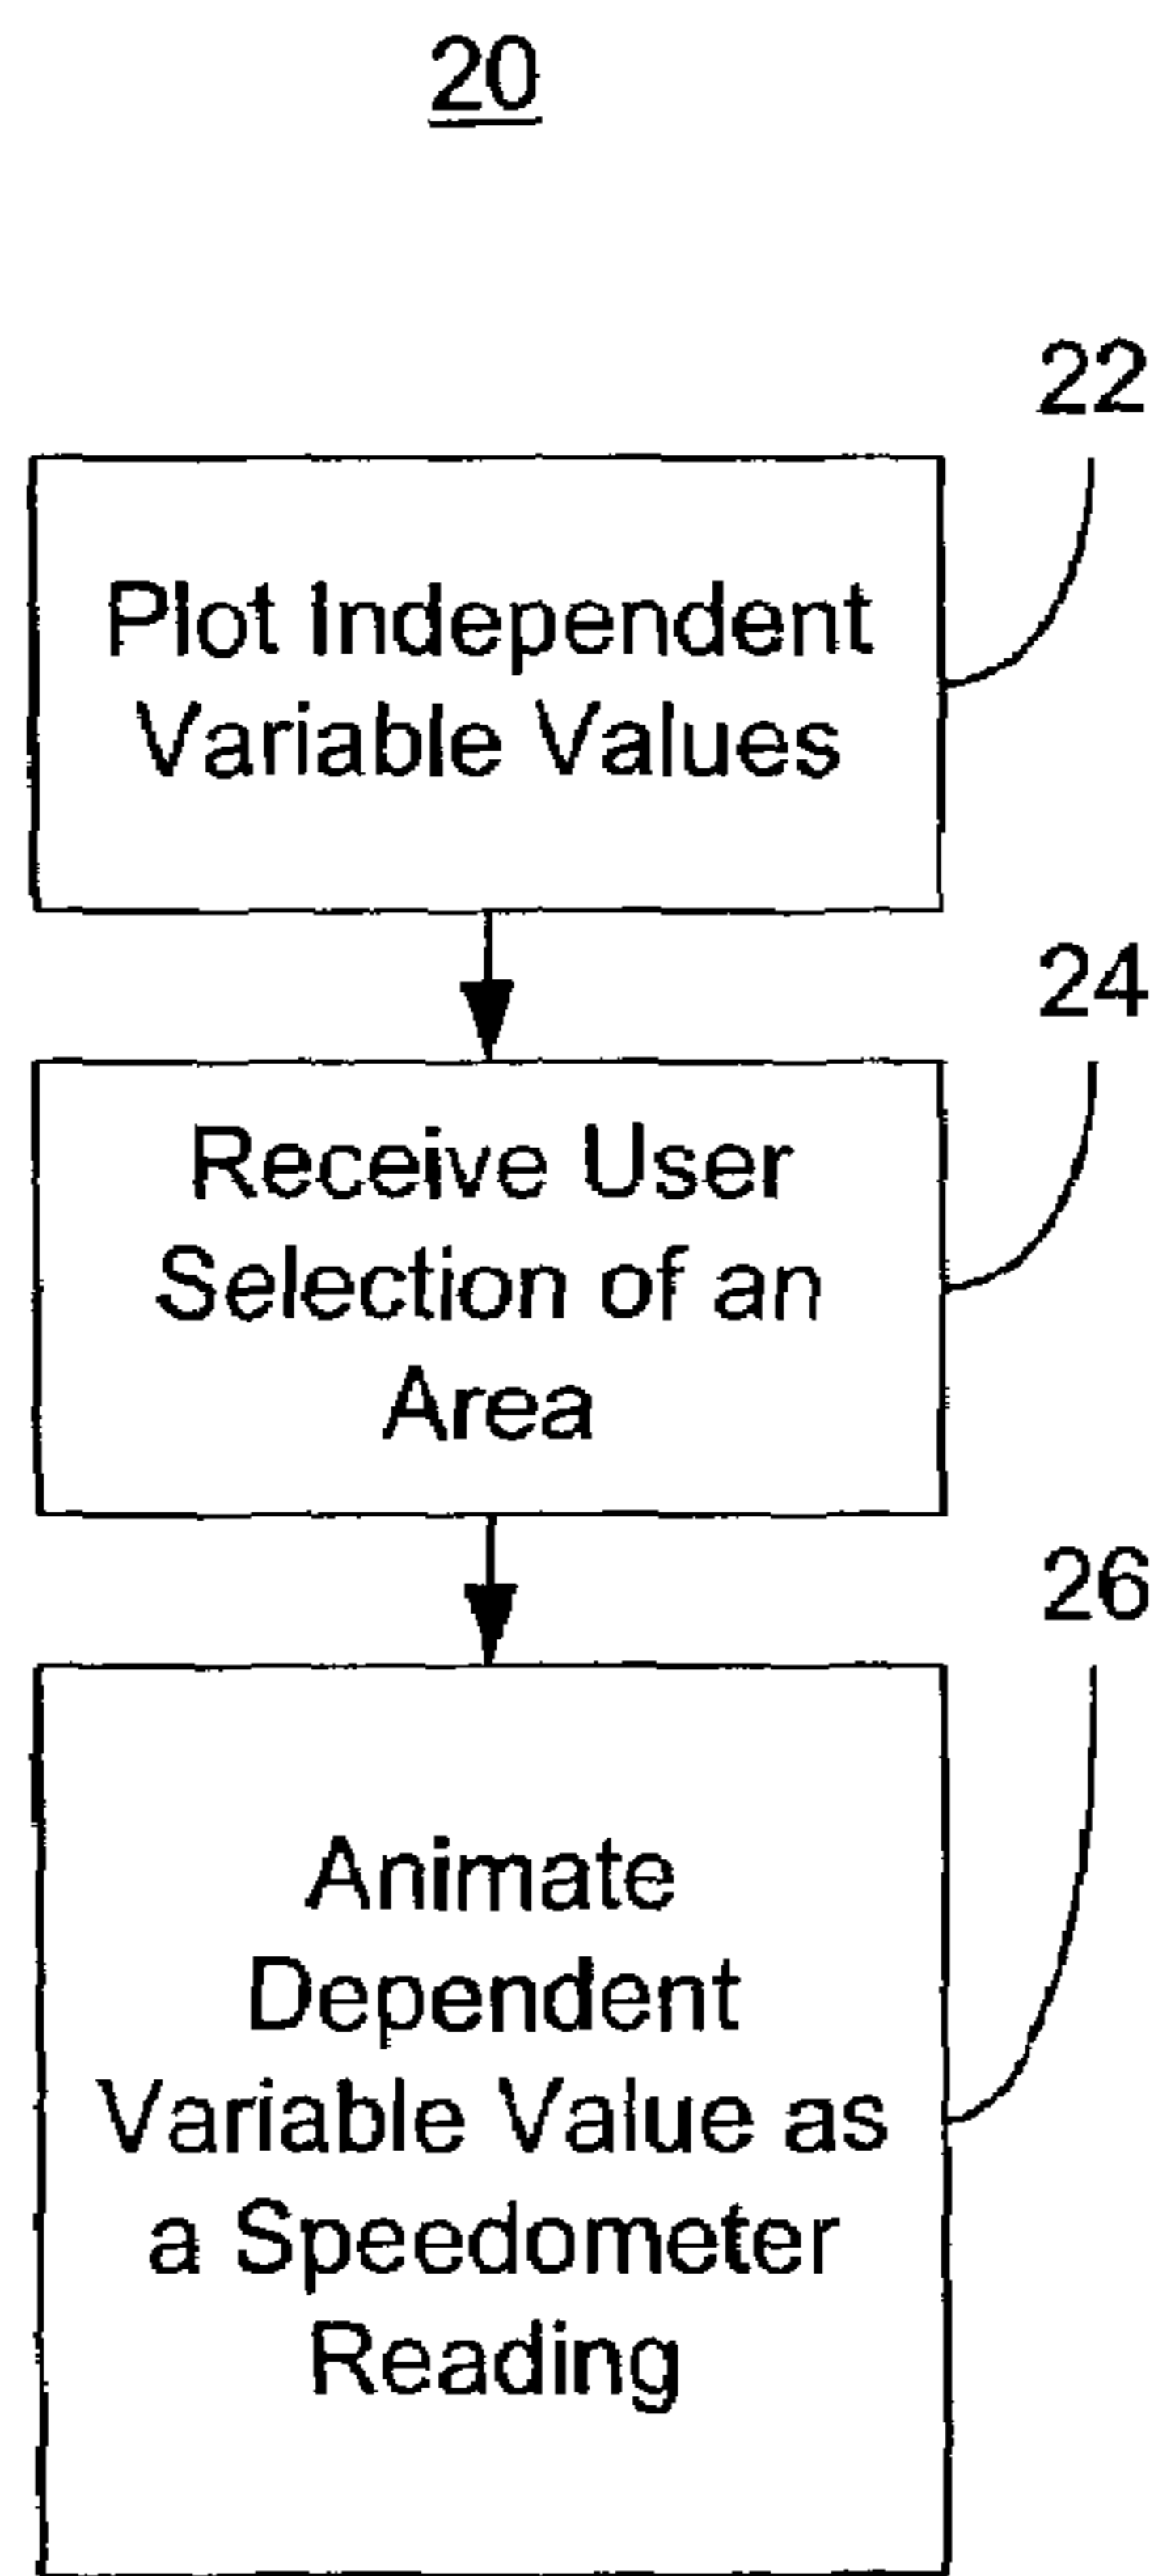 20
22
Plot Independent
Variable Values
24
Receive User
Selection of an
Area
26
Animate
Dependent
Variable Value as
a Speedometer
Reading